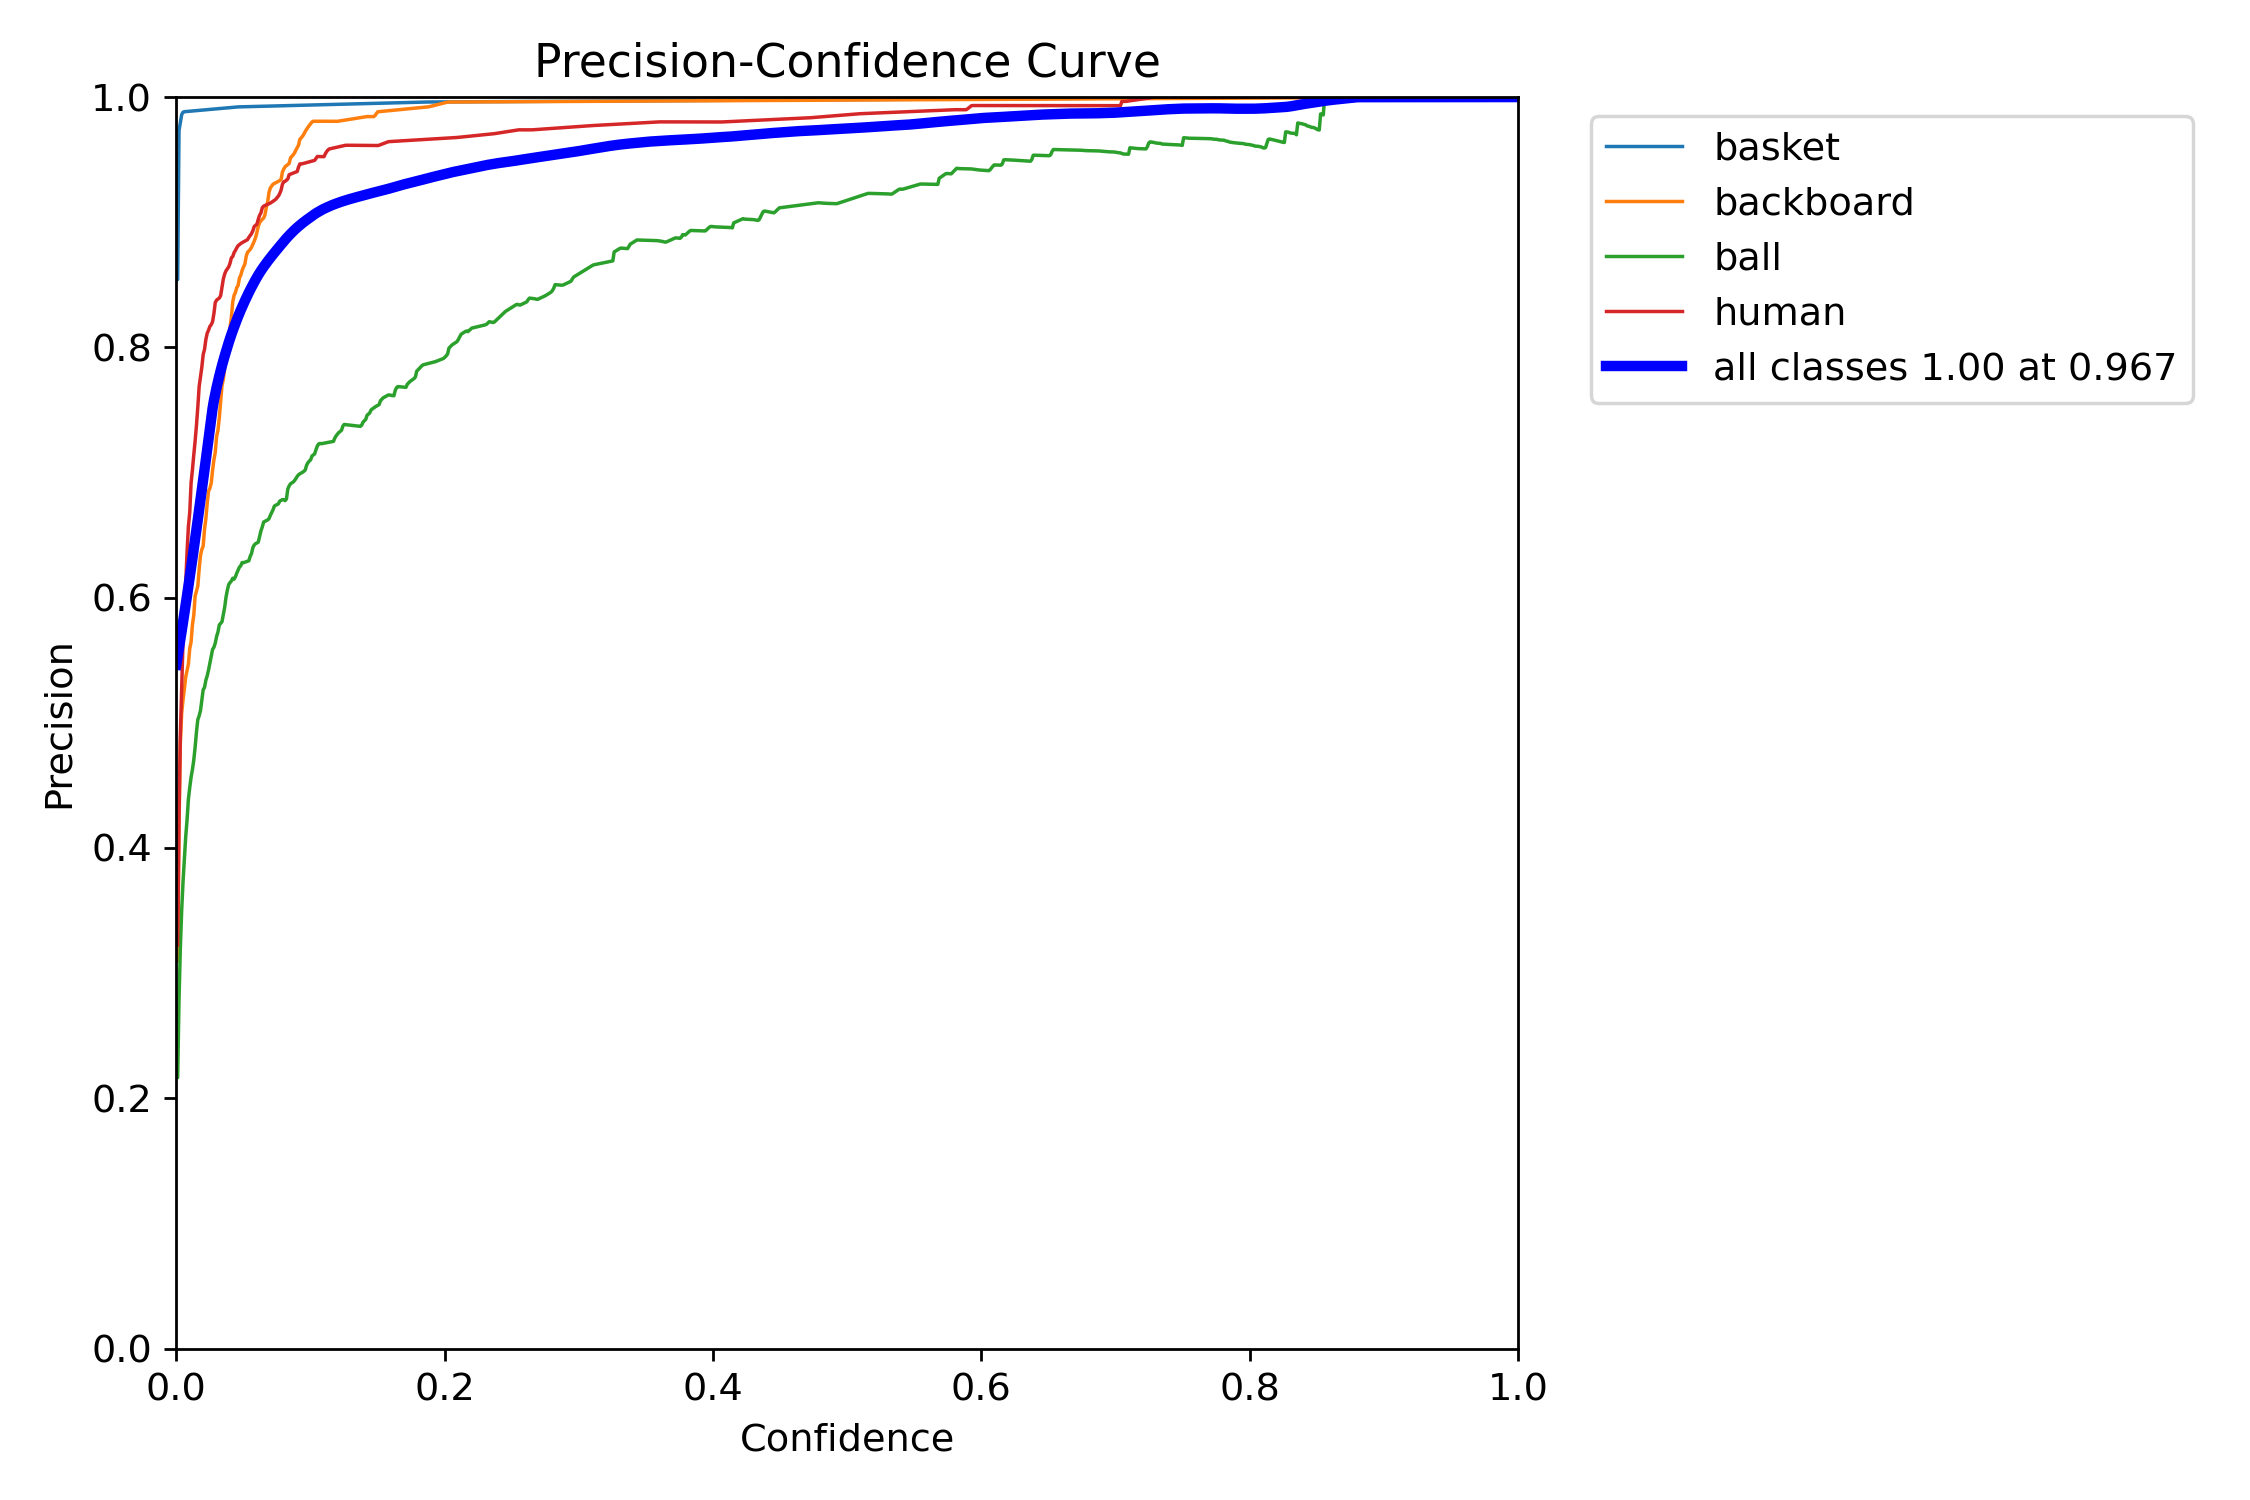 Precision-Confidence Curve
1.0
0.8
0.6
0.4
0.2
0.0
Precision
0.0 0.2 0.4 0.6 0.8 1.0
Confidence
basket
backboard
ball
human
all classes 1.00 at 0.967